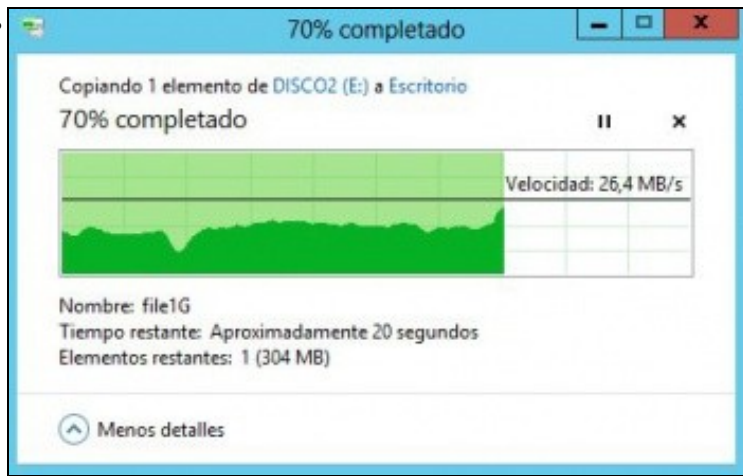 70% completado
Copiando 1 elemento de DISCO2 (E:) a Escritorio
70% completado
Velocidad: 26,4 MB/s
Nombre: file1G
Tiempo restante: Aproximadamente 20 segundos
Elementos restantes: 1 (304 MB)
Menos detalles